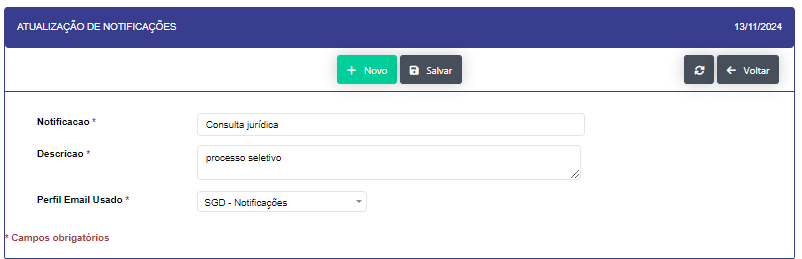 ATUALIZAÇÃO DE NOTIFICAÇÕES 13/11/2024
Novo Salvar Voltar
Notificacao * Consulta jurídica
Descricao * processo seletivo
Perfil Email Usado * SGD - Notificações
* Campos obrigatórios